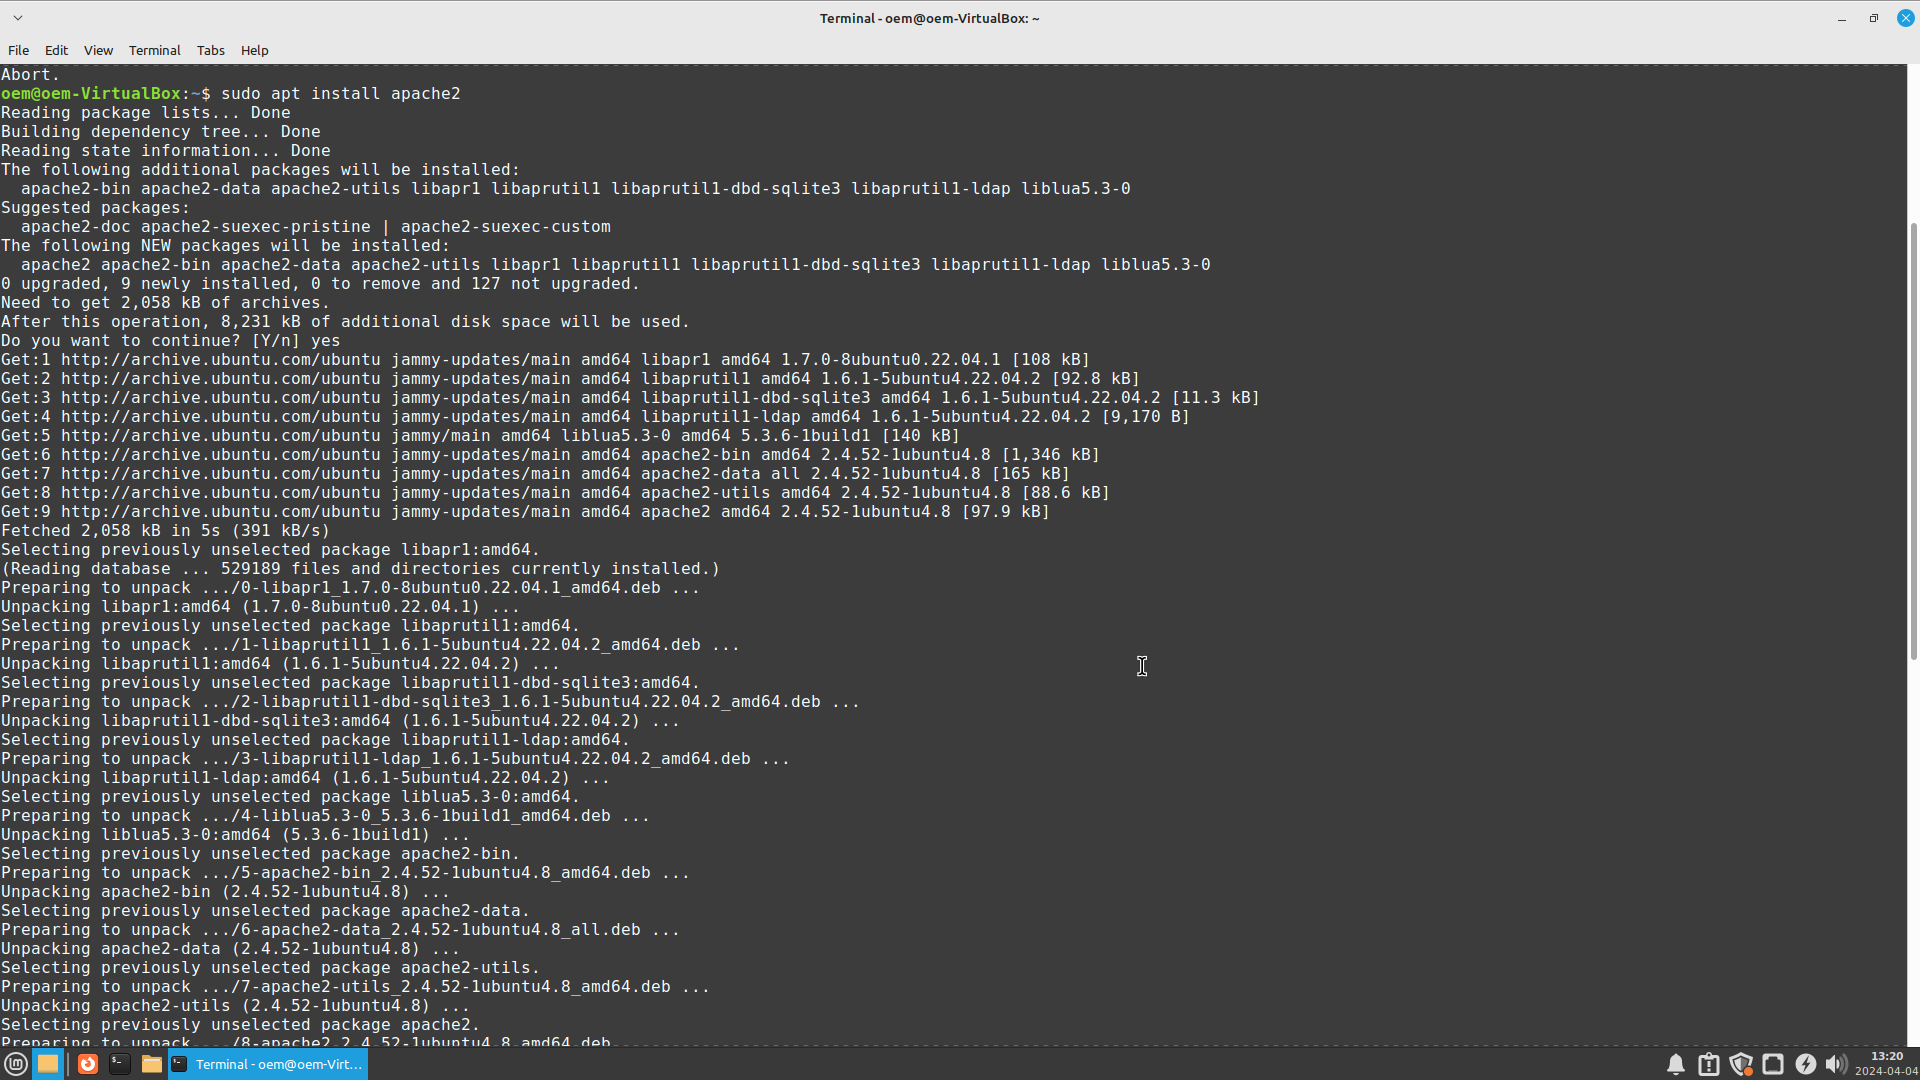 Terminal - oem@oem-VirtualBox: ~
File Edit View Terminal Tabs Help
Abort.
oem@oem-VirtualBox:~$ sudo apt install apache2
Reading package lists... Done
Building dependency tree... Done
Reading state information... Done
The following additional packages will be installed:
  apache2-bin apache2-data apache2-utils libapr1 libaprutil1 libaprutil1-dbd-sqlite3 libaprutil1-ldap liblua5.3-0
Suggested packages:
  apache2-doc apache2-suexec-pristine | apache2-suexec-custom
The following NEW packages will be installed:
  apache2 apache2-bin apache2-data apache2-utils libapr1 libaprutil1 libaprutil1-dbd-sqlite3 libaprutil1-ldap liblua5.3-0
0 upgraded, 9 newly installed, 0 to remove and 127 not upgraded.
Need to get 2,058 kB of archives.
After this operation, 8,231 kB of additional disk space will be used.
Do you want to continue? [Y/n] yes
Get:1 http://archive.ubuntu.com/ubuntu jammy-updates/main amd64 libapr1 amd64 1.7.0-8ubuntu0.22.04.1 [108 kB]
Get:2 http://archive.ubuntu.com/ubuntu jammy-updates/main amd64 libaprutil1 amd64 1.6.1-5ubuntu4.22.04.2 [92.8 kB]
Get:3 http://archive.ubuntu.com/ubuntu jammy-updates/main amd64 libaprutil1-dbd-sqlite3 amd64 1.6.1-5ubuntu4.22.04.2 [11.3 kB]
Get:4 http://archive.ubuntu.com/ubuntu jammy-updates/main amd64 libaprutil1-ldap amd64 1.6.1-5ubuntu4.22.04.2 [9,170 B]
Get:5 http://archive.ubuntu.com/ubuntu jammy/main amd64 liblua5.3-0 amd64 5.3.6-1build1 [140 kB]
Get:6 http://archive.ubuntu.com/ubuntu jammy-updates/main amd64 apache2-bin amd64 2.4.52-1ubuntu4.8 [1,346 kB]
Get:7 http://archive.ubuntu.com/ubuntu jammy-updates/main amd64 apache2-data all 2.4.52-1ubuntu4.8 [165 kB]
Get:8 http://archive.ubuntu.com/ubuntu jammy-updates/main amd64 apache2-utils amd64 2.4.52-1ubuntu4.8 [88.6 kB]
Get:9 http://archive.ubuntu.com/ubuntu jammy-updates/main amd64 apache2 amd64 2.4.52-1ubuntu4.8 [97.9 kB]
Fetched 2,058 kB in 5s (391 kB/s)
Selecting previously unselected package libapr1:amd64.
(Reading database ... 529189 files and directories currently installed.)
Preparing to unpack .../0-libapr1_1.7.0-8ubuntu0.22.04.1_amd64.deb ...
Unpacking libapr1:amd64 (1.7.0-8ubuntu0.22.04.1) ...
Selecting previously unselected package libaprutil1:amd64.
Preparing to unpack .../1-libaprutil1_1.6.1-5ubuntu4.22.04.2_amd64.deb ...
Unpacking libaprutil1:amd64 (1.6.1-5ubuntu4.22.04.2) ...
Selecting previously unselected package libaprutil1-dbd-sqlite3:amd64.
Preparing to unpack .../2-libaprutil1-dbd-sqlite3_1.6.1-5ubuntu4.22.04.2_amd64.deb ...
Unpacking libaprutil1-dbd-sqlite3:amd64 (1.6.1-5ubuntu4.22.04.2) ...
Selecting previously unselected package libaprutil1-ldap:amd64.
Preparing to unpack .../3-libaprutil1-ldap_1.6.1-5ubuntu4.22.04.2_amd64.deb ...
Unpacking libaprutil1-ldap:amd64 (1.6.1-5ubuntu4.22.04.2) ...
Selecting previously unselected package liblua5.3-0:amd64.
Preparing to unpack .../4-liblua5.3-0_5.3.6-1build1_amd64.deb ...
Unpacking liblua5.3-0:amd64 (5.3.6-1build1) ...
Selecting previously unselected package apache2-bin.
Preparing to unpack .../5-apache2-bin_2.4.52-1ubuntu4.8_amd64.deb ...
Unpacking apache2-bin (2.4.52-1ubuntu4.8) ...
Selecting previously unselected package apache2-data.
Preparing to unpack .../6-apache2-data_2.4.52-1ubuntu4.8_all.deb ...
Unpacking apache2-data (2.4.52-1ubuntu4.8) ...
Selecting previously unselected package apache2-utils.
Preparing to unpack .../7-apache2-utils_2.4.52-1ubuntu4.8_amd64.deb ...
Unpacking apache2-utils (2.4.52-1ubuntu4.8) ...
Selecting previously unselected package apache2.
Preparing to unpack .../8-apache2_2.4.52-1ubuntu4.8_amd64.deb ...
Terminal - oem@oem-Virt...
13:20
2024-04-04